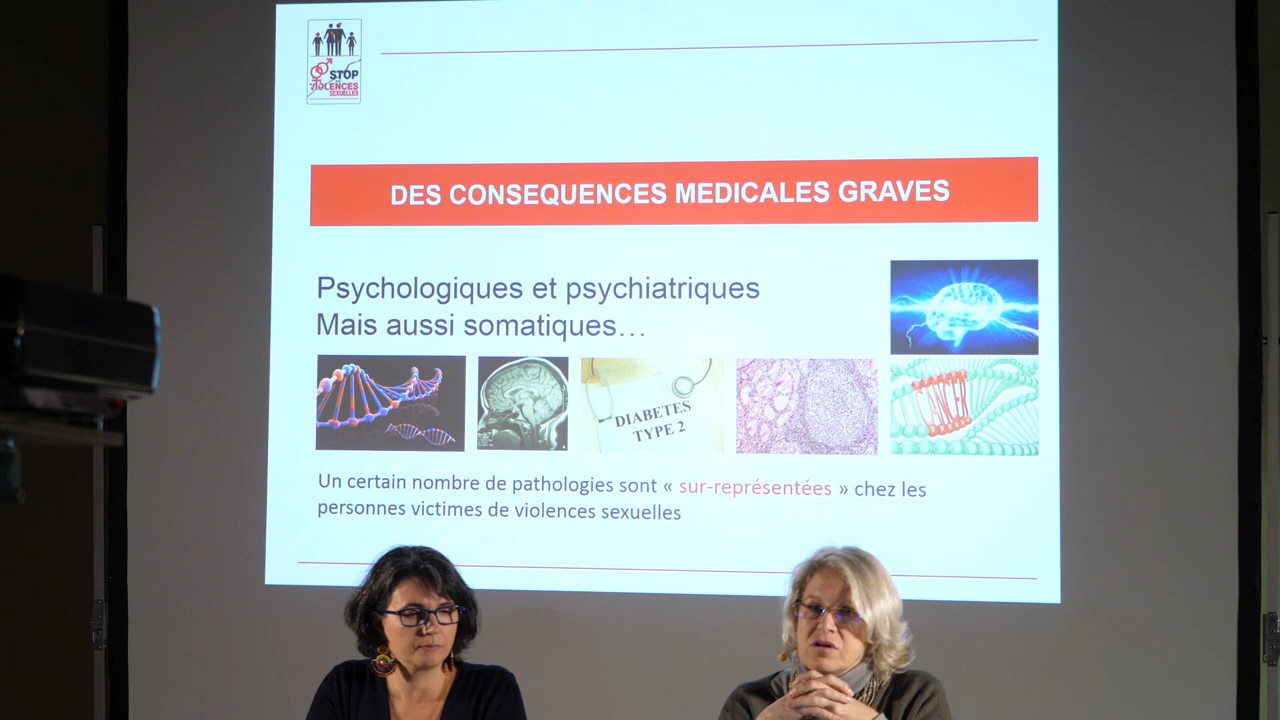 STOP
VIOLENCES
SEXUELLES
DES CONSEQUENCES MEDICALES GRAVES
Psychologiques et psychiatriques
Mais aussi somatiques…
DIABETES
TYPE 2
CANCER
Un certain nombre de pathologies sont « sur-représentées » chez les
personnes victimes de violences sexuelles